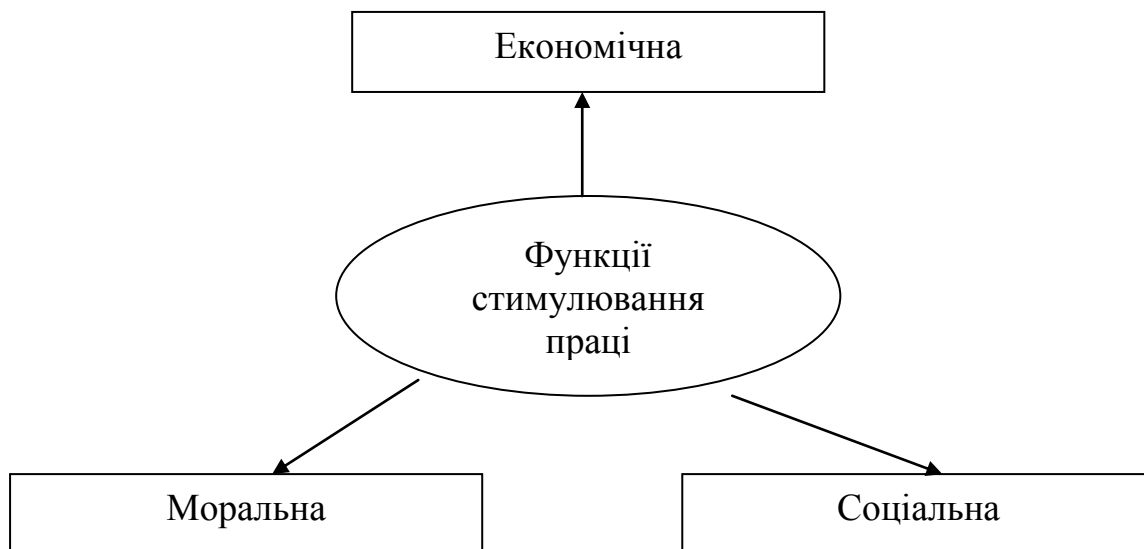 Економічна
Функції
стимулювання
праці
Моральна
Соціальна